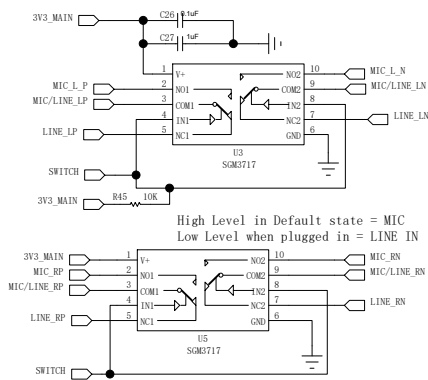 3V3_MAIN
C26 0.1uF
C27 1uF
MIC_L_P
MIC/LINE_LP
LINE_LP
SWITCH
1 V+
2 NO1
3 COM1
4 IN1
5 NC1
NO2 10
COM2 9
IN2 8
NC2 7
GND 6
MIC_L_N
MIC/LINE_LN
LINE_LN
U3
SGM3717
3V3_MAIN
R45 10K
High Level in Default state = MIC
Low Level when plugged in = LINE IN
3V3_MAIN
MIC_RP
MIC/LINE_RP
LINE_RP
SWITCH
1 V+
2 NO1
3 COM1
4 IN1
5 NC1
NO2 10
COM2 9
IN2 8
NC2 7
GND 6
MIC_RN
MIC/LINE_RN
LINE_RN
U5
SGM3717